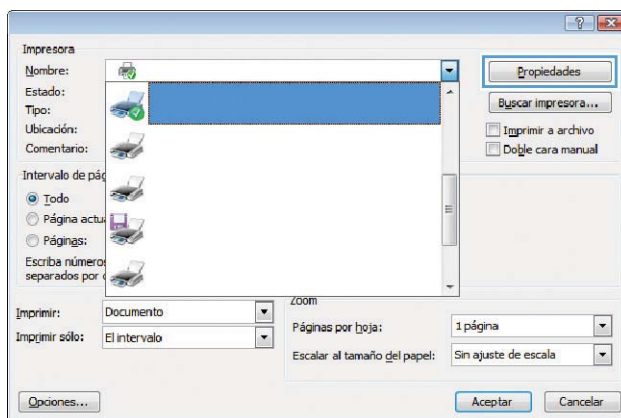 Impresora
Nombre:
Propiedades
Estado:
Tipo:
Buscar impresora...
Ubicación:
Imprimir a archivo
Comentario:
Doble cara manual
Intervalo de pág
Todo
Página actu
Páginas:
Escriba números
separados por
Imprimir:
Documento
Zoom
Imprimir sólo:
El intervalo
Páginas por hoja:
1 página
Escalar al tamaño del papel:
Sin ajuste de escala
Opciones...
Aceptar
Cancelar